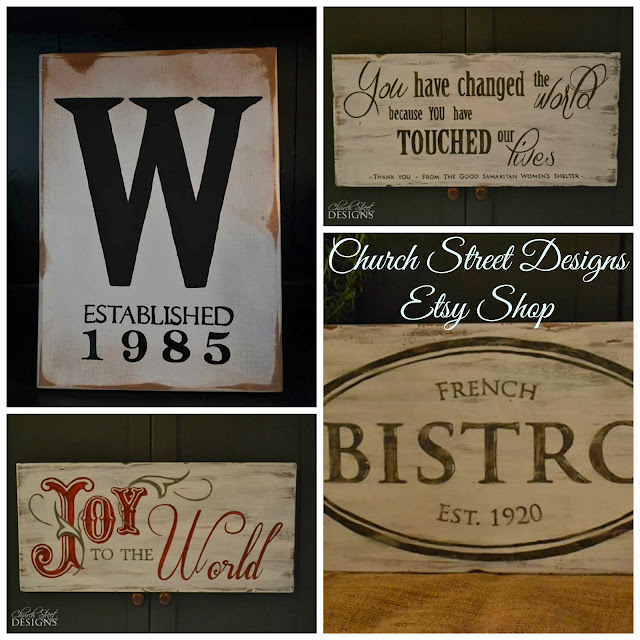 W
ESTABLISHED
1985
You have changed the world
because YOU have
TOUCHED our lives
- THANK YOU - FROM THE GOOD SAMARITAN WOMEN'S SHELTER -
Church Street
DESIGNS
Church Street Designs
Etsy Shop
FRENCH
BISTRO
EST. 1920
JOY
TO THE World
Church Street
DESIGNS